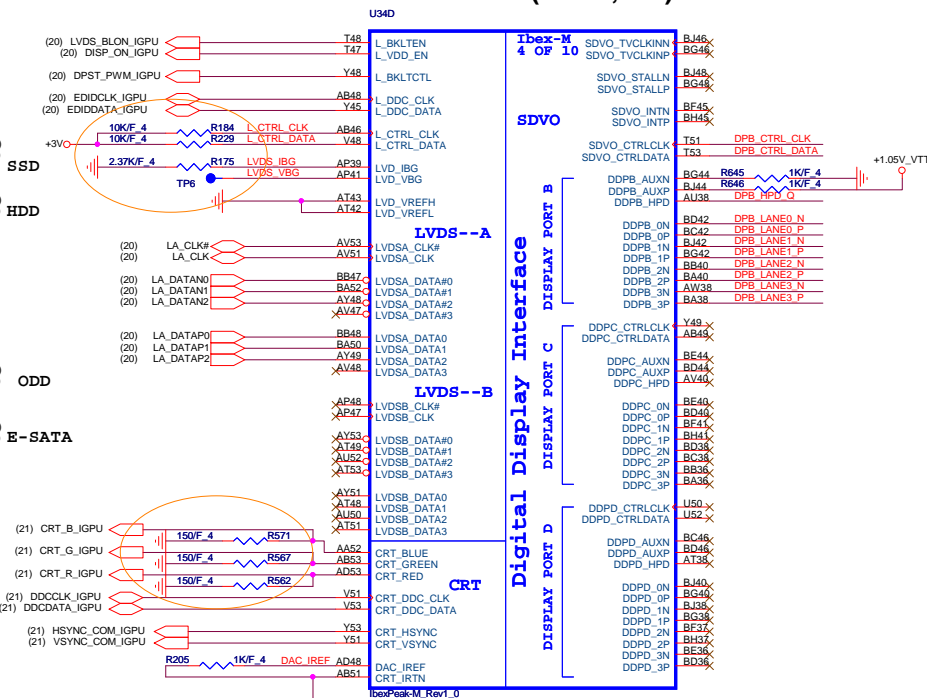 U34D
(20) LVDS_BLON_IGPU T48 L_BKLTEN
(20) DISP_ON_IGPU T47 L_VDD_EN
(20) DPST_PWM_IGPU Y48 L_BKLTCTL
(20) EDIDCLK_IGPU AB48 L_DDC_CLK
(20) EDIDDATA_IGPU Y45 L_DDC_DATA
10K/F_4 R184 L_CTRL_CLK AB46 L_CTRL_CLK
+3V 10K/F_4 R229 L_CTRL_DATA V48 L_CTRL_DATA
2.37K/F_4 R175 LVDS_IBG AP39 LVD_IBG
TP6 LVDS_VBG AP41 LVD_VBG
AT43 LVD_VREFH
AT42 LVD_VREFL
SSD
HDD
ODD
E-SATA
LVDS--A
(20) LA_CLK# AV53 LVDSA_CLK#
(20) LA_CLK AV51 LVDSA_CLK
(20) LA_DATAN0 BB47 LVDSA_DATA#0
(20) LA_DATAN1 BA52 LVDSA_DATA#1
(20) LA_DATAN2 AY48 LVDSA_DATA#2
AV47 LVDSA_DATA#3
(20) LA_DATAP0 BB48 LVDSA_DATA0
(20) LA_DATAP1 BA50 LVDSA_DATA1
(20) LA_DATAP2 AY49 LVDSA_DATA2
AV48 LVDSA_DATA3
LVDS--B
AP48 LVDSB_CLK#
AP47 LVDSB_CLK
AY53 LVDSB_DATA#0
AT49 LVDSB_DATA#1
AU52 LVDSB_DATA#2
AT53 LVDSB_DATA#3
AY51 LVDSB_DATA0
AT48 LVDSB_DATA1
AU50 LVDSB_DATA2
AT51 LVDSB_DATA3
(21) CRT_B_IGPU 150/F_4 R571 AA52 CRT_BLUE
(21) CRT_G_IGPU 150/F_4 R567 AB53 CRT_GREEN
(21) CRT_R_IGPU 150/F_4 R562 AD53 CRT_RED
CRT
(21) DDCCLK_IGPU V51 CRT_DDC_CLK
(21) DDCDATA_IGPU V53 CRT_DDC_DATA
(21) HSYNC_COM_IGPU Y53 CRT_HSYNC
(21) VSYNC_COM_IGPU Y51 CRT_VSYNC
R205 1K/F_4 DAC_IREF AD48 DAC_IREF
AB51 CRT_IRTN
IbexPeak-M_Rev1_0
Ibex-M
4 OF 10
Digital Display Interface
SDVO_TVCLKINN BJ46
SDVO_TVCLKINP BG46
SDVO_STALLN BJ48
SDVO_STALLP BG48
SDVO_INTN BF45
SDVO_INTP BH45
SDVO
SDVO_CTRLCLK T51 DPB_CTRL_CLK
SDVO_CTRLDATA T53 DPB_CTRL_DATA
+1.05V_VTT
DISPLAY PORT B
DDPB_AUXN BG44 R645 1K/F_4
DDPB_AUXP BJ44 R646 1K/F_4
DDPB_HPD AU38 DPB_HPD_Q
DDPB_0N BD42 DPB_LANE0_N
DDPB_0P BC42 DPB_LANE0_P
DDPB_1N BJ42 DPB_LANE1_N
DDPB_1P BG42 DPB_LANE1_P
DDPB_2N BB40 DPB_LANE2_N
DDPB_2P BA40 DPB_LANE2_P
DDPB_3N AW38 DPB_LANE3_N
DDPB_3P BA38 DPB_LANE3_P
DISPLAY PORT C
DDPC_CTRLCLK Y49
DDPC_CTRLDATA AB49
DDPC_AUXN BE44
DDPC_AUXP BD44
DDPC_HPD AV40
DDPC_0N BE40
DDPC_0P BD40
DDPC_1N BF41
DDPC_1P BH41
DDPC_2N BD38
DDPC_2P BC38
DDPC_3N BB36
DDPC_3P BA36
DISPLAY PORT D
DDPD_CTRLCLK U50
DDPD_CTRLDATA U52
DDPD_AUXN BC46
DDPD_AUXP BD46
DDPD_HPD AT38
DDPD_0N BJ40
DDPD_0P BG40
DDPD_1N BJ38
DDPD_1P BG38
DDPD_2N BF37
DDPD_2P BH37
DDPD_3N BE36
DDPD_3P BD36